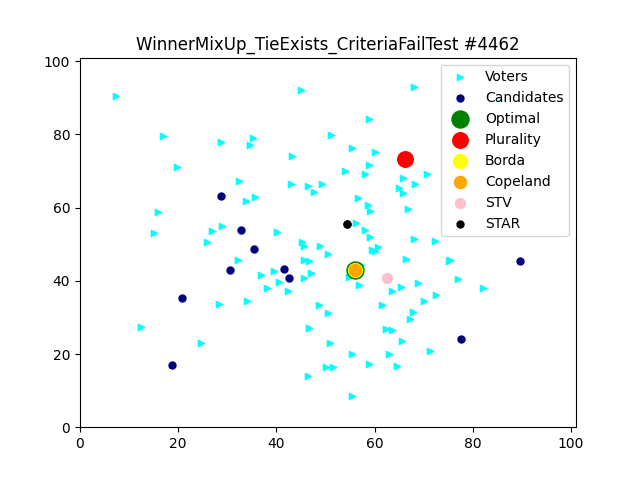 WinnerMixUp_TieExists_CriteriaFailTest #4462
100
80
60
40
20
0
0
20
40
60
80
100
Voters
Candidates
Optimal
Plurality
Borda
Copeland
STV
STAR